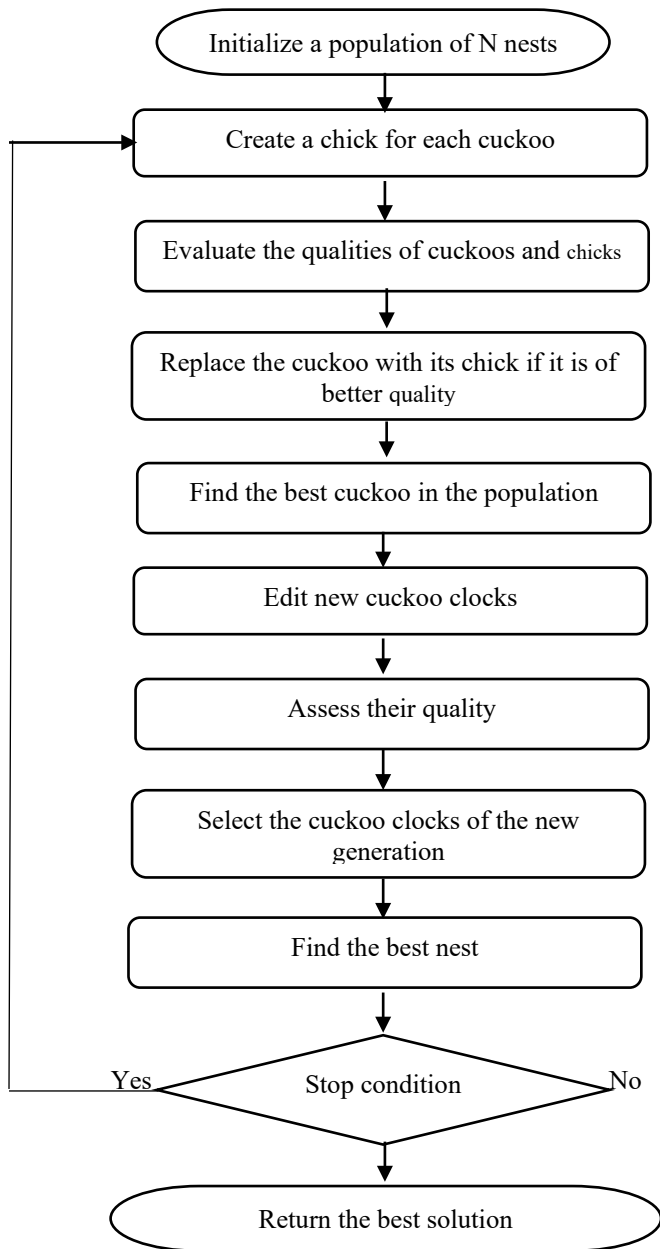 Initialize a population of N nests
Create a chick for each cuckoo
Evaluate the qualities of cuckoos and chicks
Replace the cuckoo with its chick if it is of
better quality
Find the best cuckoo in the population
Edit new cuckoo clocks
Assess their quality
Select the cuckoo clocks of the new
generation
Find the best nest
Yes
Stop condition
No
Return the best solution